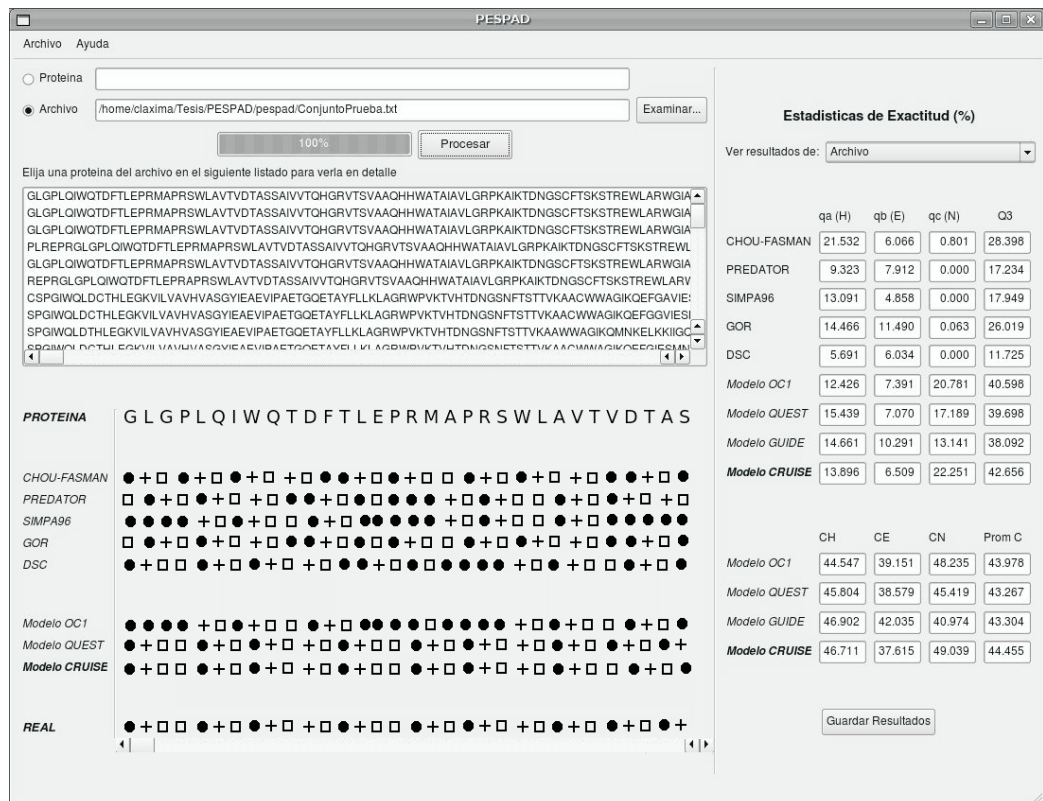 PESPAD
Archivo Ayuda
Proteina
Archivo /home/claxima/Tesis/PESPAD/pespad/ConjuntoPrueba.txt Examinar...
100% Procesar
Elija una proteina del archivo en el siguiente listado para verla en detalle
GLGPLQIWQTDFTLEPRMAPRSWLAVTVDTASSAIVVTQHGRVTSVAAQHHWATAIAVLGRPKAIKTDNGSCFTSKSTREWLARWGIA
GLGPLQIWQTDFTLEPRMAPRSWLAVTVDTASSAIVVTQHGRVTSVAAQHHWATAIAVLGRPKAIKTDNGSCFTSKSTREWLARWGIA
GLGPLQIWQTDFTLEPRMAPRSWLAVTVDTASSAIVVTQHGRVTSVAAQHHWATAIAVLGRPKAIKTDNGSCFTSKSTREWLARWGIA
PLREPRGLGPLQIWQTDFTLEPRMAPRSWLAVTVDTASSAIVVTQHGRVTSVAAQHHWATAIAVLGRPKAIKTDNGSCFTSKSTREWL
GLGPLQIWQTDFTLEPRMAPRSWLAVTVDTASSAIVVTQHGRVTSVAAQHHWATAIAVLGRPKAIKTDNGSCFTSKSTREWLARWGIA
REPRGLGPLQIWQTDFTLEPRAPRSWLAVTVDTASSAIVVTQHGRVTSVAAQHHWATAIAVLGRPKAIKTDNGSCFTSKSTREWLARW
CSPGIWQLDCTHLEGKVILVAVHVASGYIEAEVIPAETGQETAYFLLKLAGRWPVKTVHTDNGSNFTSTTVKAACWWAGIKQEFGAVIE
SPGIWQLDCTHLEGKVILVAVHVASGYIEAEVIPAETGQETAYFLLKLAGRWPVKTVHTDNGSNFTSTTVKAACWWAGIKQEFGGVIESI
SPGIWQLDTHLEGKVILVAVHVASGYIEAEVIPAETGQETAYFLLKLAGRWPVKTVHTDNGSNFTSTTVKAAWWAGIKQMNKELKKIIGQ
PROTEINA G L G P L Q I W Q T D F T L E P R M A P R S W L A V T V D T A S
CHOU-FASMAN
PREDATOR
SIMPA96
GOR
DSC
Modelo OC1
Modelo QUEST
Modelo CRUISE
REAL
Estadisticas de Exactitud (%)
Ver resultados de: Archivo
qa (H) qb (E) qc (N) Q3
CHOU-FASMAN 21.532 6.066 0.801 28.398
PREDATOR 9.323 7.912 0.000 17.234
SIMPA96 13.091 4.858 0.000 17.949
GOR 14.466 11.490 0.063 26.019
DSC 5.691 6.034 0.000 11.725
Modelo OC1 12.426 7.391 20.781 40.598
Modelo QUEST 15.439 7.070 17.189 39.698
Modelo GUIDE 14.661 10.291 13.141 38.092
Modelo CRUISE 13.896 6.509 22.251 42.656
CH CE CN Prom C
Modelo OC1 44.547 39.151 48.235 43.978
Modelo QUEST 45.804 38.579 45.419 43.267
Modelo GUIDE 46.902 42.035 40.974 43.304
Modelo CRUISE 46.711 37.615 49.039 44.455
Guardar Resultados